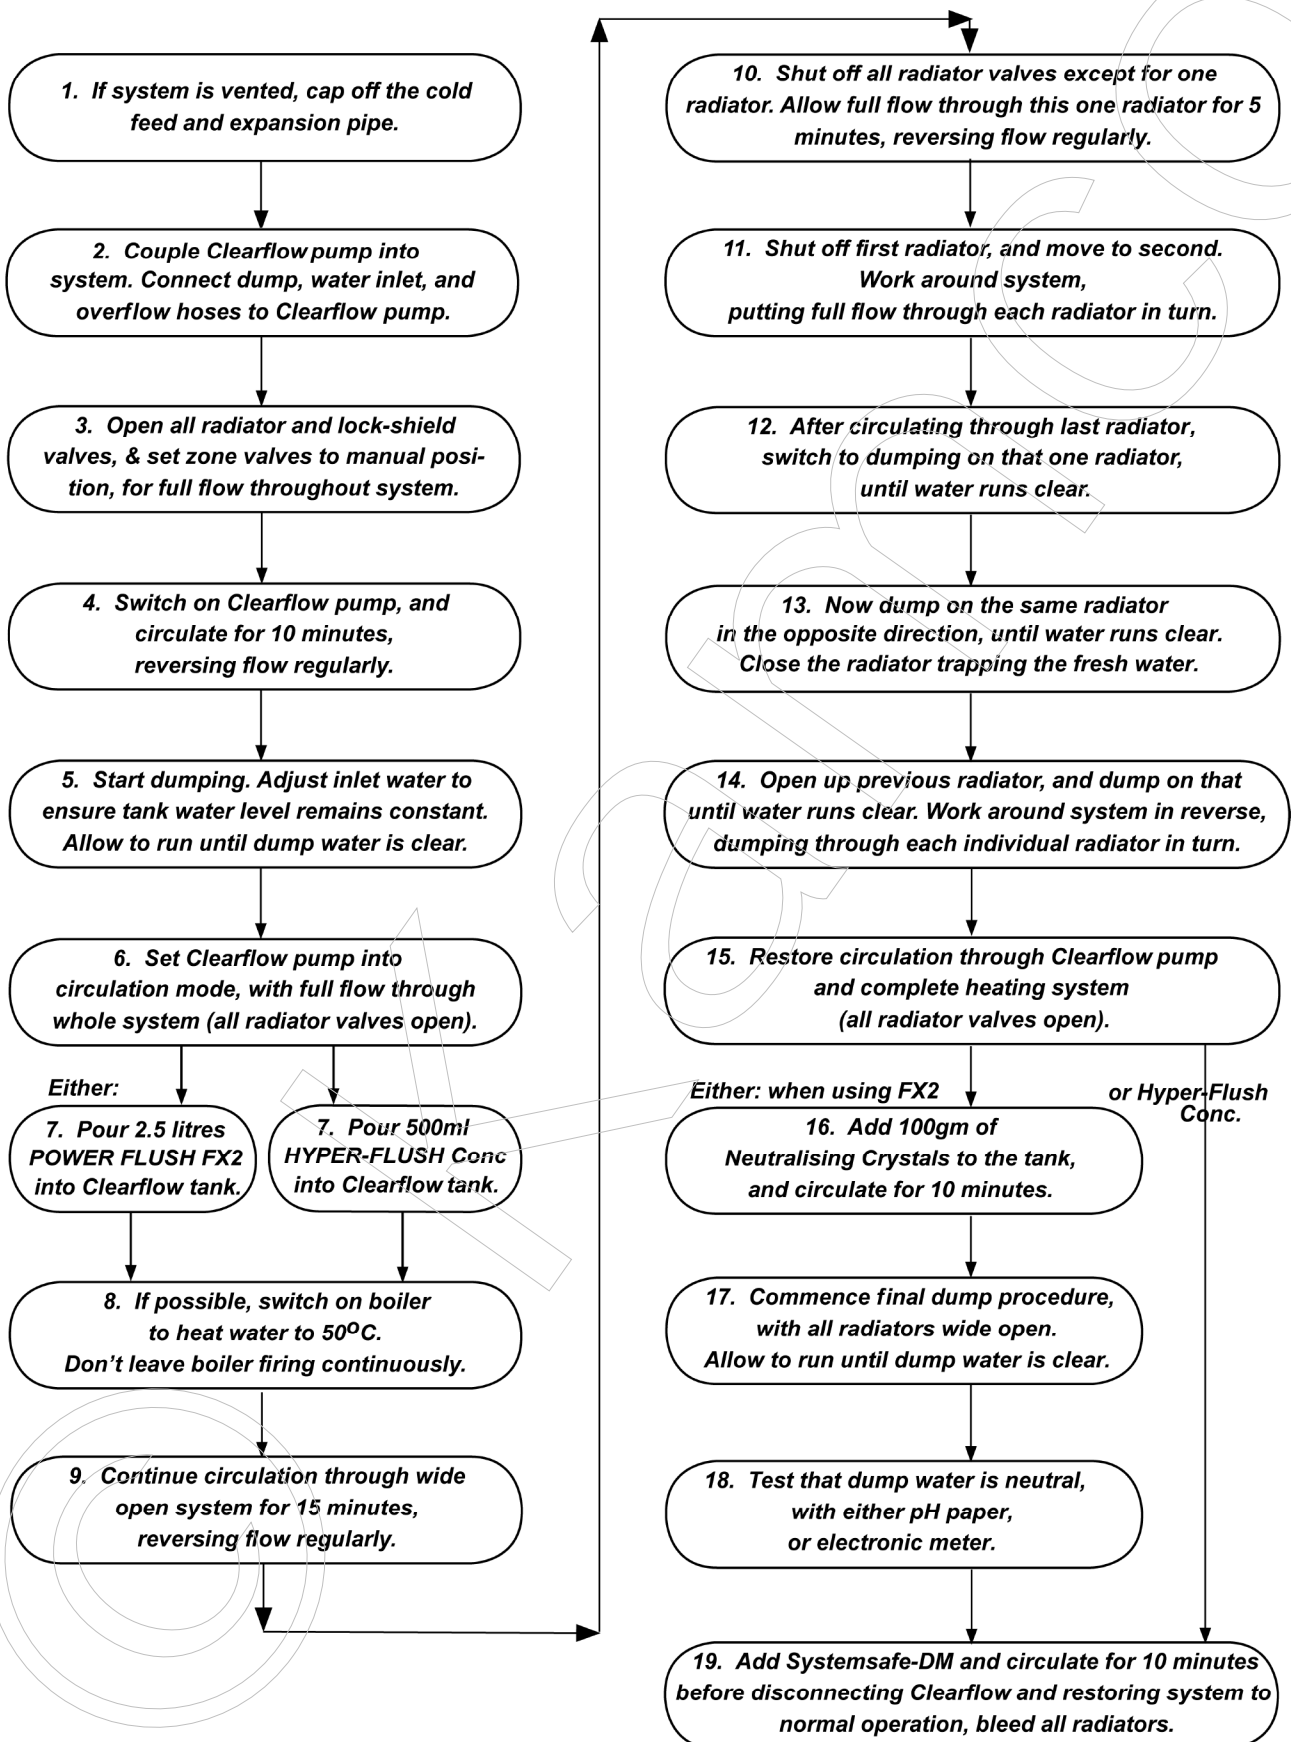 1. If system is vented, cap off the cold
feed and expansion pipe.
2. Couple Clearflow pump into
system. Connect dump, water inlet, and
overflow hoses to Clearflow pump.
3. Open all radiator and lock-shield
valves, & set zone valves to manual posi-
tion, for full flow throughout system.
4. Switch on Clearflow pump, and
circulate for 10 minutes,
reversing flow regularly.
5. Start dumping. Adjust inlet water to
ensure tank water level remains constant.
Allow to run until dump water is clear.
6. Set Clearflow pump into
circulation mode, with full flow through
whole system (all radiator valves open).
Either:
7. Pour 2.5 litres
POWER FLUSH FX2
into Clearflow tank.
7. Pour 500ml
HYPER-FLUSH Conc
into Clearflow tank.
8. If possible, switch on boiler
to heat water to 50ºC.
Don't leave boiler firing continuously.
9. Continue circulation through wide
open system for 15 minutes,
reversing flow regularly.
10. Shut off all radiator valves except for one
radiator. Allow full flow through this one radiator for 5
minutes, reversing flow regularly.
11. Shut off first radiator, and move to second.
Work around system,
putting full flow through each radiator in turn.
12. After circulating through last radiator,
switch to dumping on that one radiator,
until water runs clear.
13. Now dump on the same radiator
in the opposite direction, until water runs clear.
Close the radiator trapping the fresh water.
14. Open up previous radiator, and dump on that
until water runs clear. Work around system in reverse,
dumping through each individual radiator in turn.
15. Restore circulation through Clearflow pump
and complete heating system
(all radiator valves open).
Either: when using FX2
or Hyper-Flush
Conc.
16. Add 100gm of
Neutralising Crystals to the tank,
and circulate for 10 minutes.
17. Commence final dump procedure,
with all radiators wide open.
Allow to run until dump water is clear.
18. Test that dump water is neutral,
with either pH paper,
or electronic meter.
19. Add Systemsafe-DM and circulate for 10 minutes
before disconnecting Clearflow and restoring system to
normal operation, bleed all radiators.